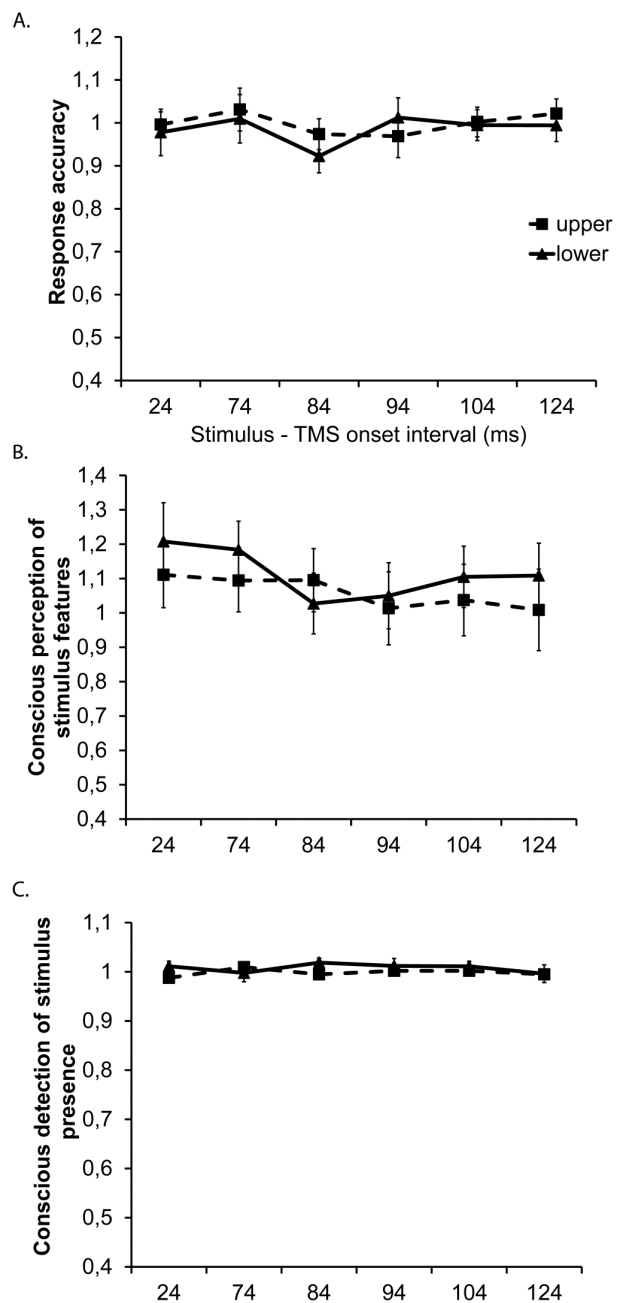 A.
Response accuracy
1,2
1,1
1
0,9
0,8
0,7
0,6
0,5
0,4
upper
lower
24 74 84 94 104 124
Stimulus - TMS onset interval (ms)
B.
Conscious perception of
stimulus features
1,4
1,3
1,2
1,1
1
0,9
0,8
0,7
0,6
0,5
0,4
24 74 84 94 104 124
C.
Conscious detection of stimulus
presence
1,1
1
0,9
0,8
0,7
0,6
0,5
0,4
24 74 84 94 104 124